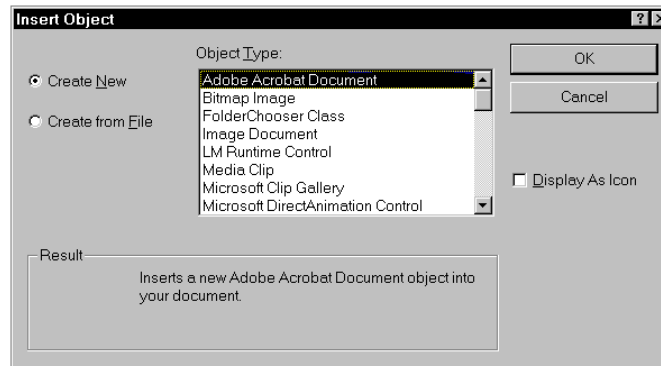 Insert Object
Object Type:
Create New
Create from File
Adobe Acrobat Document
Bitmap Image
FolderChooser Class
Image Document
LM Runtime Control
Media Clip
Microsoft Clip Gallery
Microsoft DirectAnimation Control
OK
Cancel
Display As Icon
Result
Inserts a new Adobe Acrobat Document object into
your document.